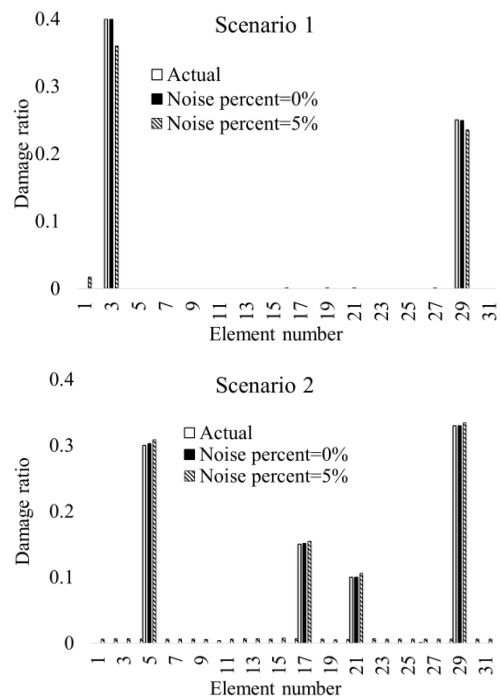 Scenario 1
Actual
Noise percent=0%
Noise percent=5%
Damage ratio
0.4
0.3
0.2
0.1
0
1 3 5 7 9 11 13 15 17 19 21 23 25 27 29 31
Element number
Scenario 2
Actual
Noise percent=0%
Noise percent=5%
Damage ratio
0.4
0.3
0.2
0.1
0
1 3 5 7 9 11 13 15 17 19 21 23 25 27 29 31
Element number